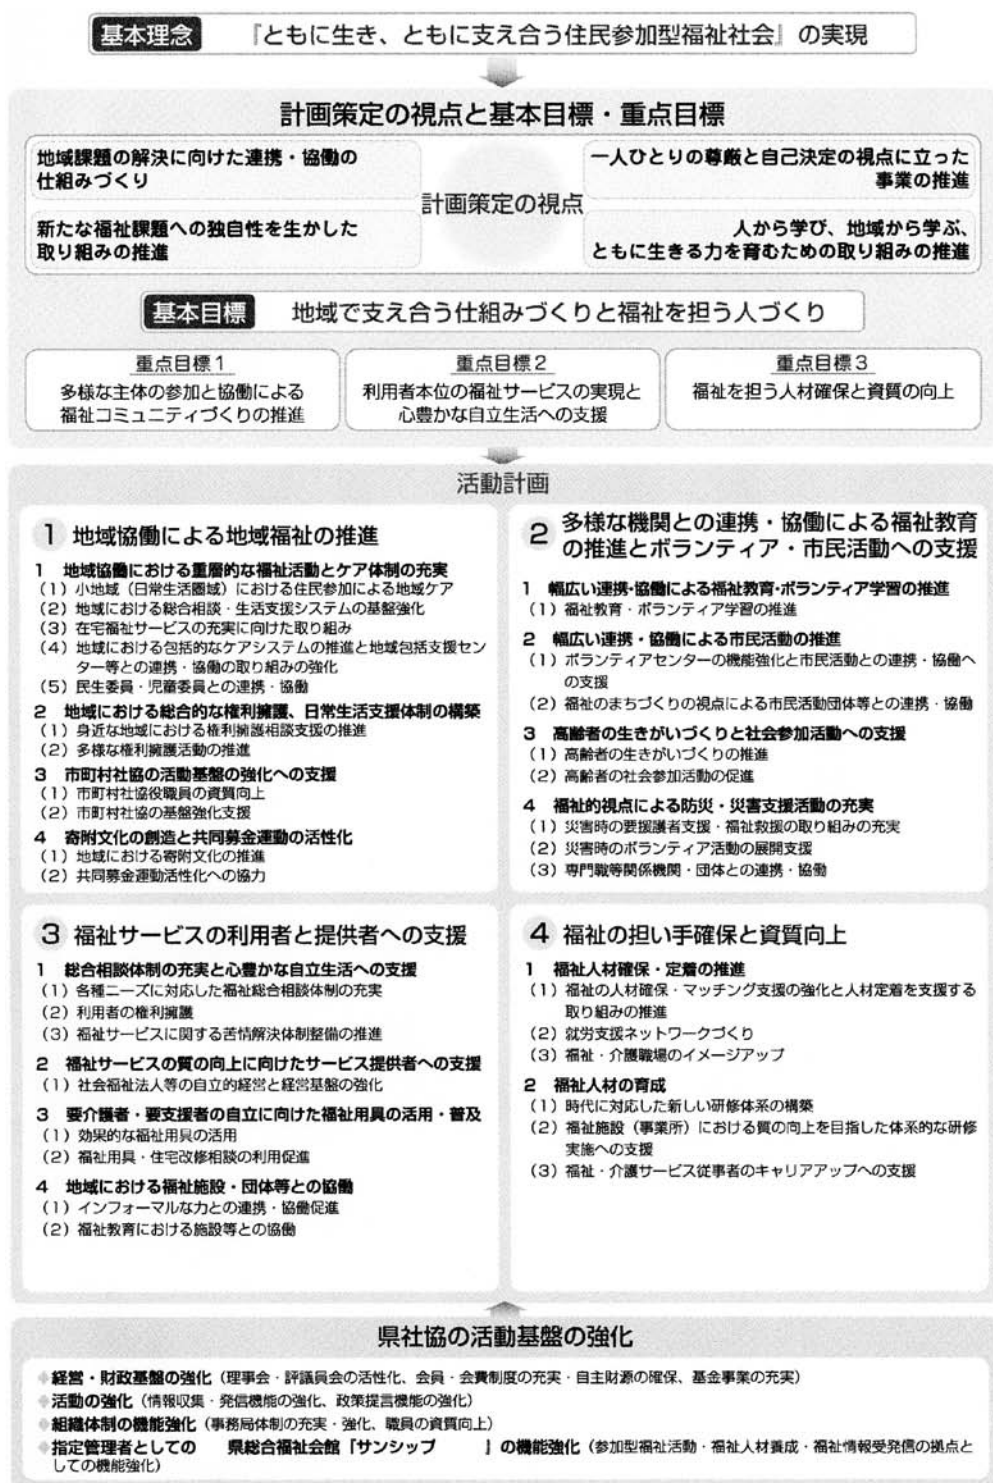 基本理念 『ともに生き、ともに支え合う住民参加型福祉社会』の実現
計画策定の視点と基本目標・重点目標
地域課題の解決に向けた連携・協働の
仕組みづくり
一人ひとりの尊厳と自己決定の視点に立った
事業の推進
計画策定の視点
新たな福祉課題への独自性を生かした
取り組みの推進
人から学び、地域から学ぶ、
ともに生きる力を育むための取り組みの推進
基本目標 地域で支え合う仕組みづくりと福祉を担う人づくり
重点目標1
多様な主体の参加と協働による
福祉コミュニティづくりの推進
重点目標2
利用者本位の福祉サービスの実現と
心豊かな自立生活への支援
重点目標3
福祉を担う人材確保と資質の向上
活動計画
1 地域協働による地域福祉の推進
1 地域協働における重層的な福祉活動とケア体制の充実
(1)小地域(日常生活圏域)における住民参加による地域ケア
(2)地域における総合相談・生活支援システムの基盤強化
(3)在宅福祉サービスの充実に向けた取り組み
(4)地域における包括的なケアシステムの推進と地域包括支援セン
ター等との連携・協働の取り組みの強化
(5)民生委員・児童委員との連携・協働
2 地域における総合的な権利擁護、日常生活支援体制の構築
(1)身近な地域における権利擁護相談支援の推進
(2)多様な権利擁護活動の推進
3 市町村社協の活動基盤の強化への支援
(1)市町村社協役職員の資質向上
(2)市町村社協の基盤強化支援
4 寄附文化の創造と共同募金運動の活性化
(1)地域における寄附文化の推進
(2)共同募金運動活性化への協力
2 多様な機関との連携・協働による福祉教育
の推進とボランティア・市民活動への支援
1 幅広い連携・協働による福祉教育・ボランティア学習の推進
(1)福祉教育・ボランティア学習の推進
2 幅広い連携・協働による市民活動の推進
(1)ボランティアセンターの機能強化と市民活動との連携・協働へ
の支援
(2)福祉のまちづくりの視点による市民活動団体等との連携・協働
3 高齢者の生きがいづくりと社会参加活動への支援
(1)高齢者の生きがいづくりの推進
(2)高齢者の社会参加活動の促進
4 福祉的視点による防災・災害支援活動の充実
(1)災害時の要援護者支援・福祉救援の取り組みの充実
(2)災害時のボランティア活動の展開支援
(3)専門職等関係機関・団体との連携・協働
3 福祉サービスの利用者と提供者への支援
1 総合相談体制の充実と心豊かな自立生活への支援
(1)各種ニーズに対応した福祉総合相談体制の充実
(2)利用者の権利擁護
(3)福祉サービスに関する苦情解決体制整備の推進
2 福祉サービスの質の向上に向けたサービス提供者への支援
(1)社会福祉法人等の自立的経営と経営基盤の強化
3 要介護者・要支援者の自立に向けた福祉用具の活用・普及
(1)効果的な福祉用具の活用
(2)福祉用具・住宅改修相談の利用促進
4 地域における福祉施設・団体等との協働
(1)インフォーマルな力との連携・協働促進
(2)福祉教育における施設等との協働
4 福祉の担い手確保と資質向上
1 福祉人材確保・定着の推進
(1)福祉の人材確保・マッチング支援の強化と人材定着を支援する
取り組みの推進
(2)就労支援ネットワークづくり
(3)福祉・介護職場のイメージアップ
2 福祉人材の育成
(1)時代に対応した新しい研修体系の構築
(2)福祉施設(事業所)における質の向上を目指した体系的な研修
実施への支援
(3)福祉・介護サービス従事者のキャリアアップへの支援
県社協の活動基盤の強化
経営・財政基盤の強化(理事会・評議員会の活性化、会員・会費制度の充実・自主財源の確保、基金事業の充実)
活動の強化(情報収集・発信機能の強化、政策提言機能の強化)
組織体制の機能強化(事務局体制の充実・強化、職員の資質向上)
指定管理者としての 県総合福祉会館『サンシップ 』の機能強化(参加型福祉活動・福祉人材養成・福祉情報受発信の拠点と
しての機能強化)